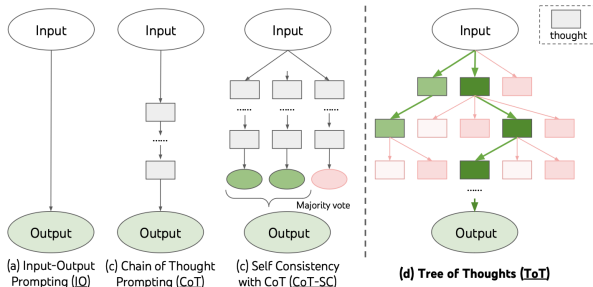 Input
Input
Input
Input
thought
......
......
......
......
......
Majority vote
Output
Output
Output
Output
(a) Input-Output
Prompting (IO)
(c) Chain of Thought
Prompting (CoT)
(c) Self Consistency
with CoT (CoT-SC)
(d) Tree of Thoughts (ToT)